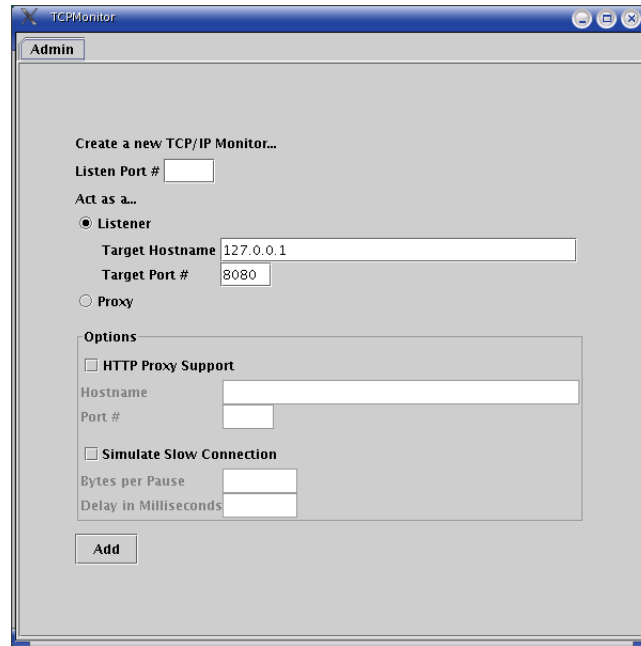 TCPMonitor
Admin
Create a new TCP/IP Monitor...
Listen Port #
Act as a...
Listener
Target Hostname 127.0.0.1
Target Port # 8080
Proxy
Options
HTTP Proxy Support
Hostname
Port #
Simulate Slow Connection
Bytes per Pause
Delay in Milliseconds
Add